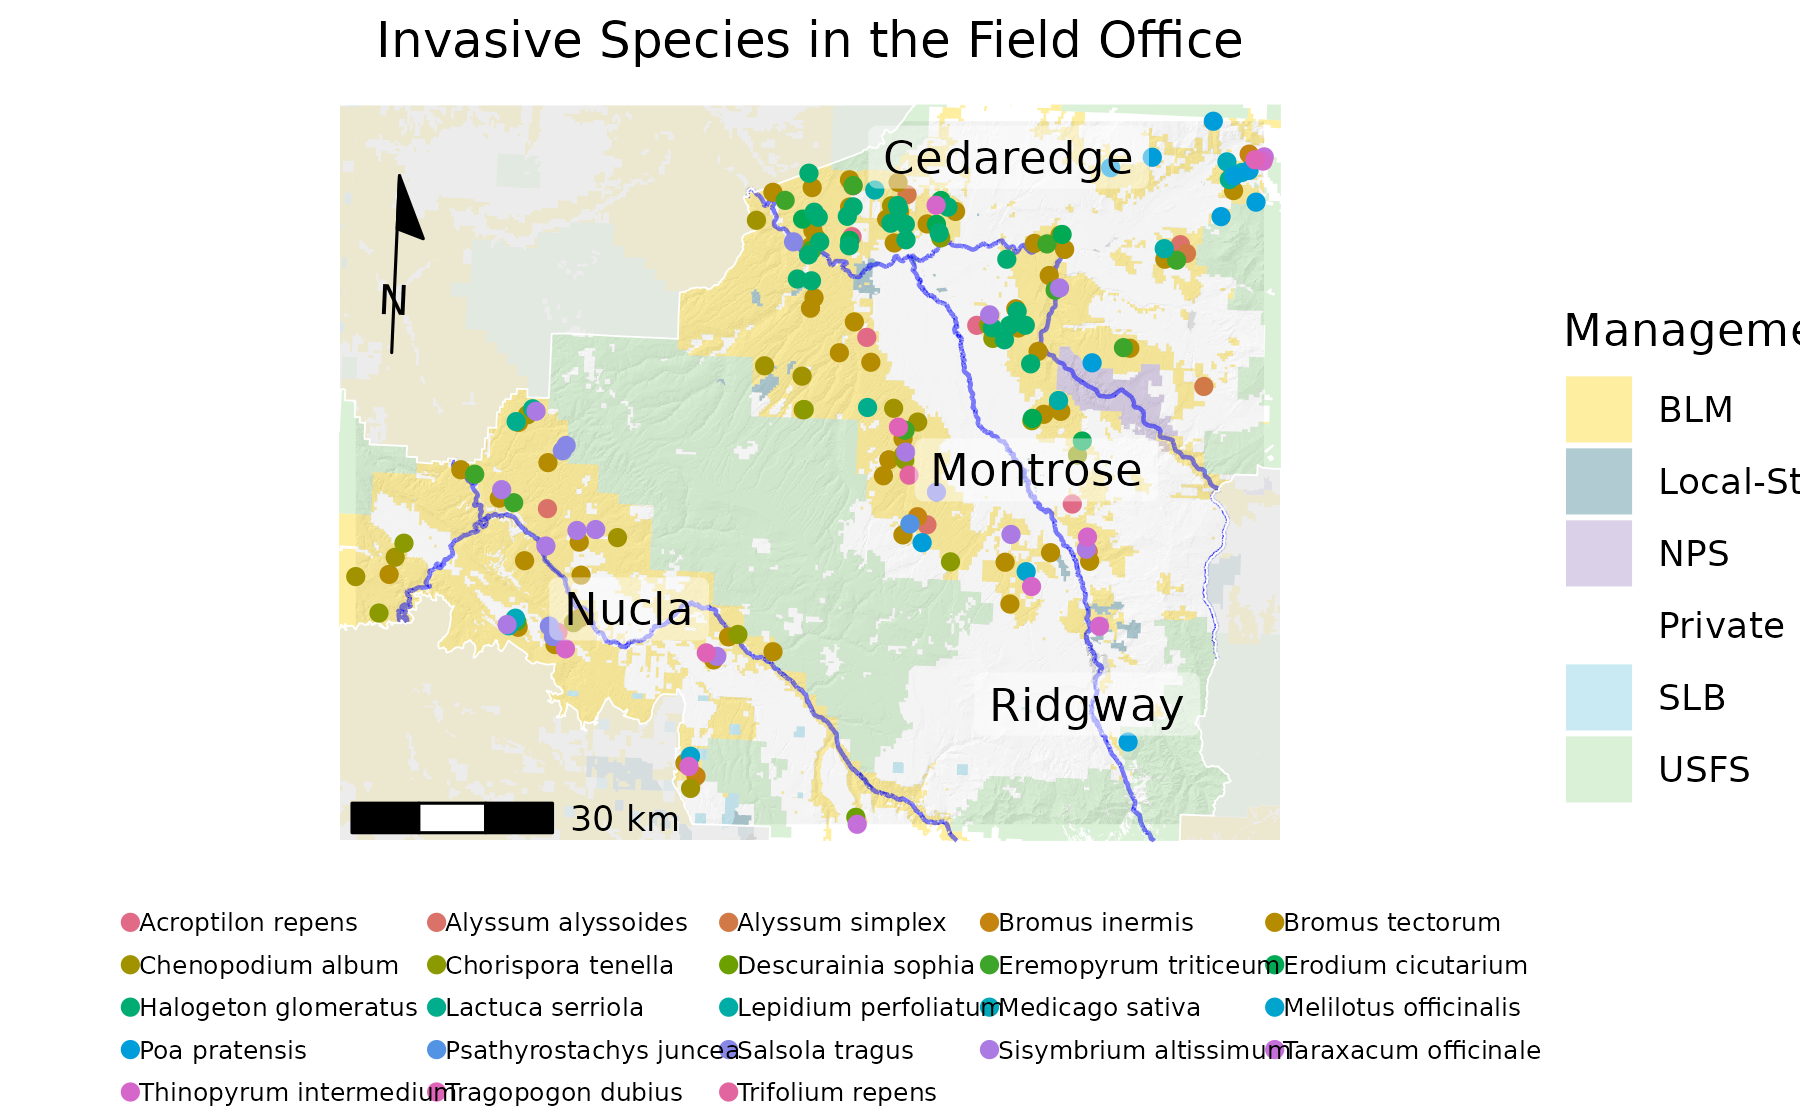 Invasive Species in the Field Office
Cedaredge
N
Montrose
Nucla
Ridgway
30 km
Manageme
BLM
Local-St
NPS
Private
SLB
USFS
Acroptilon repens Alyssum alyssoides Alyssum simplex Bromus inermis Bromus tectorum
Chenopodium album Chorispora tenella Descurainia sophia Eremopyrum triticeum Erodium cicutarium
Halogeton glomeratus Lactuca serriola Lepidium perfoliatum Medicago sativa Melilotus officinalis
Poa pratensis Psathyrostachys juncea Salsola tragus Sisymbrium altissimum Taraxacum officinale
Thinopyrum intermedium Tragopogon dubius Trifolium repens